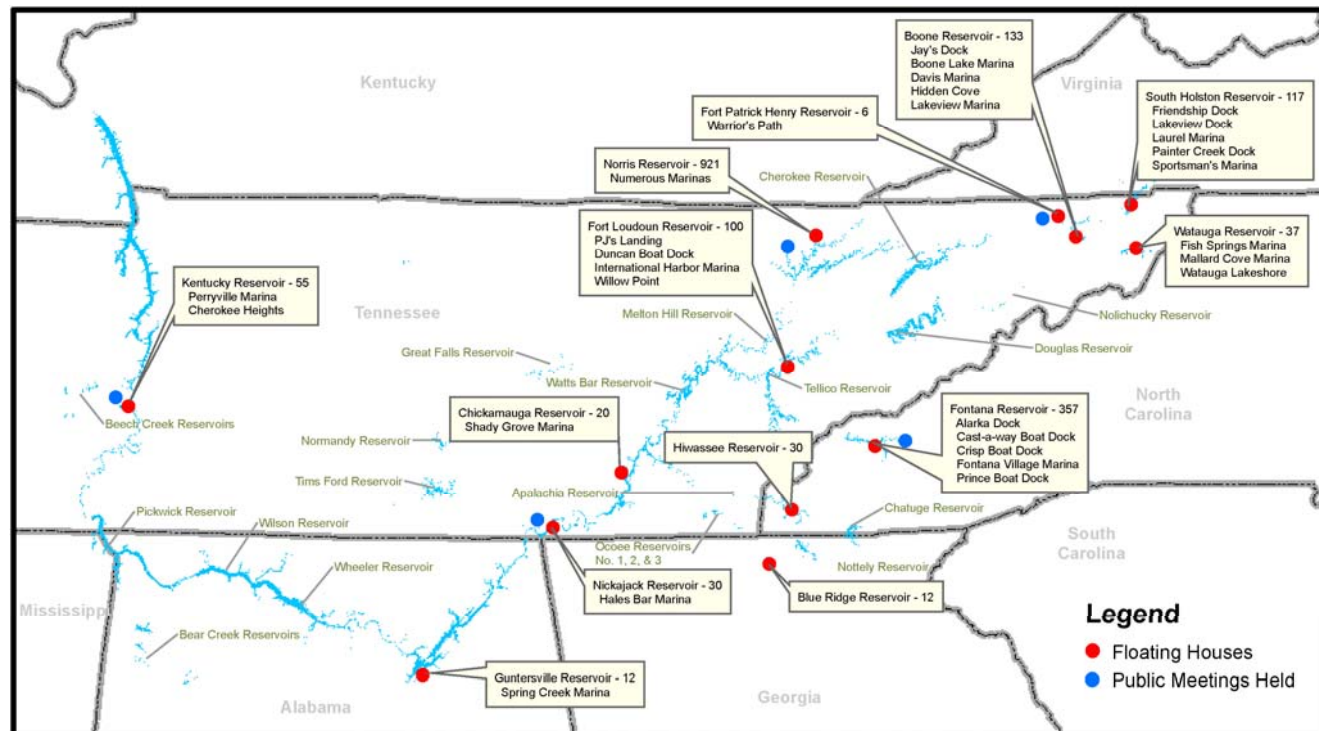 Kentucky
Virginia
Boone Reservoir - 133
Jay's Dock
Boone Lake Marina
Davis Marina
Hidden Cove
Lakeview Marina
South Holston Reservoir - 117
Friendship Dock
Lakeview Dock
Laurel Marina
Painter Creek Dock
Sportsman's Marina
Fort Patrick Henry Reservoir - 6
Warrior's Path
Norris Reservoir - 921
Numerous Marinas
Cherokee Reservoir
Fort Loudoun Reservoir - 100
PJ's Landing
Duncan Boat Dock
International Harbor Marina
Willow Point
Watauga Reservoir - 37
Fish Springs Marina
Mallard Cove Marina
Watauga Lakeshore
Kentucky Reservoir - 55
Perryville Marina
Cherokee Heights
Tennessee
Melton Hill Reservoir
Nolichucky Reservoir
Douglas Reservoir
Great Falls Reservoir
Watts Bar Reservoir
Tellico Reservoir
North
Carolina
Beech Creek Reservoirs
Chickamauga Reservoir - 20
Shady Grove Marina
Fontana Reservoir - 357
Alarka Dock
Cast-a-way Boat Dock
Crisp Boat Dock
Fontana Village Marina
Prince Boat Dock
Normandy Reservoir
Hiwassee Reservoir - 30
Tims Ford Reservoir
Apalachia Reservoir
Chatuge Reservoir
Pickwick Reservoir
Wilson Reservoir
Wheeler Reservoir
Ocoee Reservoirs
No. 1, 2, & 3
Nottely Reservoir
South
Carolina
Mississipp
Nickajack Reservoir - 30
Hales Bar Marina
Blue Ridge Reservoir - 12
Bear Creek Reservoirs
Guntersville Reservoir - 12
Spring Creek Marina
Alabama
Georgia
Legend
Floating Houses
Public Meetings Held